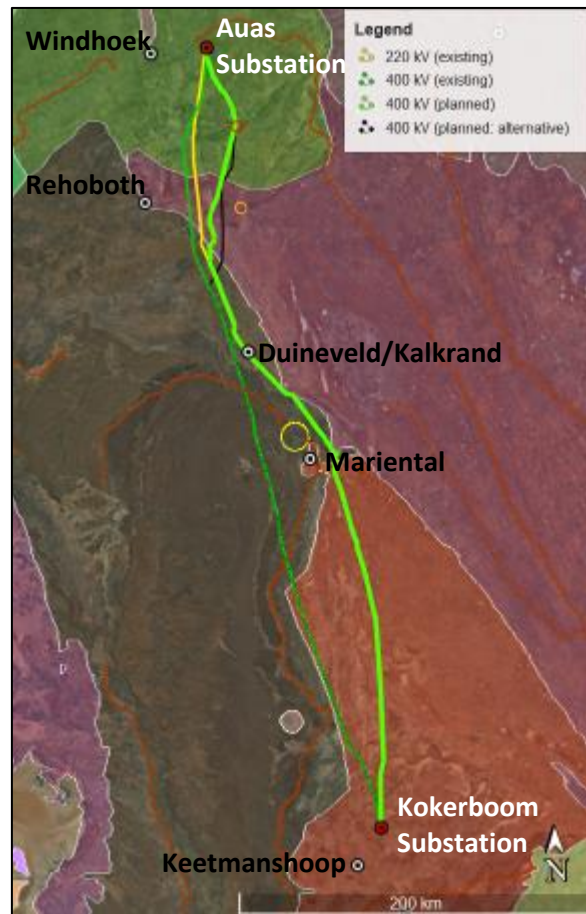 Windhoek
Auas
Substation
Legend
220 kV (existing)
400 kV (existing)
400 kV (planned)
400 kV (planned: alternative)
Rehoboth
Duineveld/Kalkrand
Mariental
Kokerboom
Substation
Keetmanshoop
N
200 km